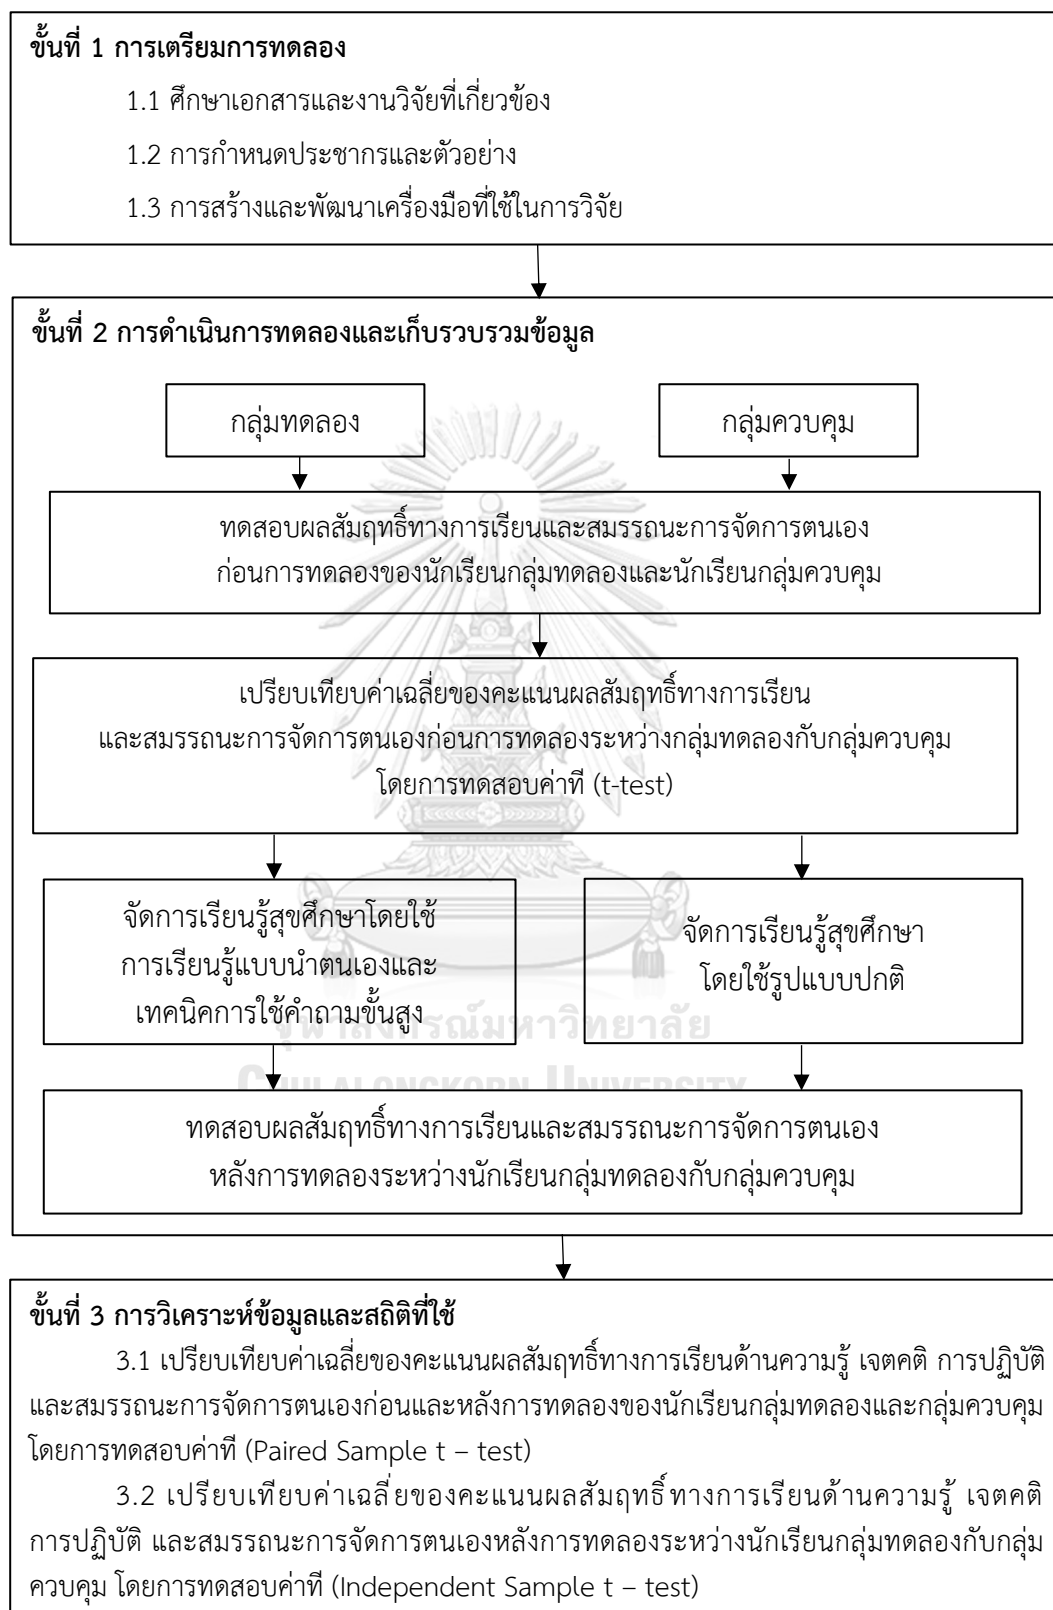 ขั้นที่ 1 การเตรียมการทดลอง
1.1 ศึกษาเอกสารและงานวิจัยที่เกี่ยวข้อง
1.2 การกำหนดประชากรและตัวอย่าง
1.3 การสร้างและพัฒนาเครื่องมือที่ใช้ในการวิจัย
ขั้นที่ 2 การดำเนินการทดลองและเก็บรวบรวมข้อมูล
กลุ่มทดลอง
กลุ่มควบคุม
ทดสอบผลสัมฤทธิ์ทางการเรียนและสมรรถนะการจัดการตนเอง
ก่อนการทดลองของนักเรียนกลุ่มทดลองและนักเรียนกลุ่มควบคุม
เปรียบเทียบค่าเฉลี่ยของคะแนนผลสัมฤทธิ์ทางการเรียน
และสมรรถนะการจัดการตนเองก่อนการทดลองระหว่างกลุ่มทดลองกับกลุ่มควบคุม
โดยการทดสอบค่าที (t-test)
จัดการเรียนรู้สุขศึกษาโดยใช้
การเรียนรู้แบบนำตนเองและ
เทคนิคการใช้คำถามขั้นสูง
จัดการเรียนรู้สุขศึกษา
โดยใช้รูปแบบปกติ
จุฬาลงกรณ์มหาวิทยาลัย
CHULALONGKORN UNIVERSITY
ทดสอบผลสัมฤทธิ์ทางการเรียนและสมรรถนะการจัดการตนเอง
หลังการทดลองระหว่างนักเรียนกลุ่มทดลองกับกลุ่มควบคุม
ขั้นที่ 3 การวิเคราะห์ข้อมูลและสถิติที่ใช้
3.1 เปรียบเทียบค่าเฉลี่ยของคะแนนผลสัมฤทธิ์ทางการเรียนด้านความรู้ เจตคติ การปฏิบัติ
และสมรรถนะการจัดการตนเองก่อนและหลังการทดลองของนักเรียนกลุ่มทดลองและกลุ่มควบคุม
โดยการทดสอบค่าที (Paired Sample t – test)
3.2 เปรียบเทียบค่าเฉลี่ยของคะแนนผลสัมฤทธิ์ทางการเรียนด้านความรู้ เจตคติ
การปฏิบัติ และสมรรถนะการจัดการตนเองหลังการทดลองระหว่างนักเรียนกลุ่มทดลองกับกลุ่ม
ควบคุม โดยการทดสอบค่าที (Independent Sample t – test)